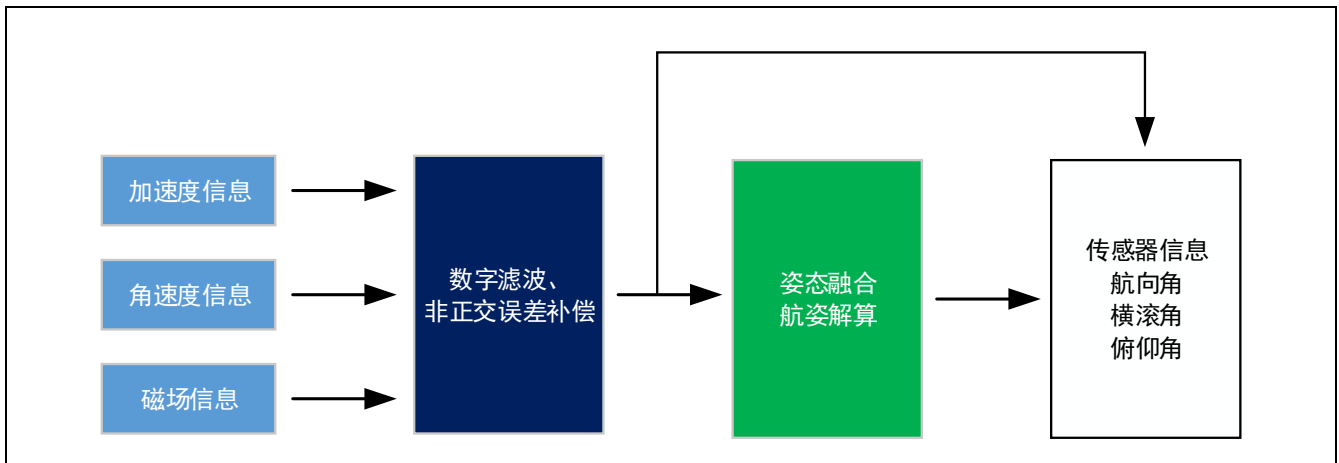 加速度信息
角速度信息
磁场信息
数字滤波、
非正交误差补偿
姿态融合
航姿解算
传感器信息
航向角
横滚角
俯仰角